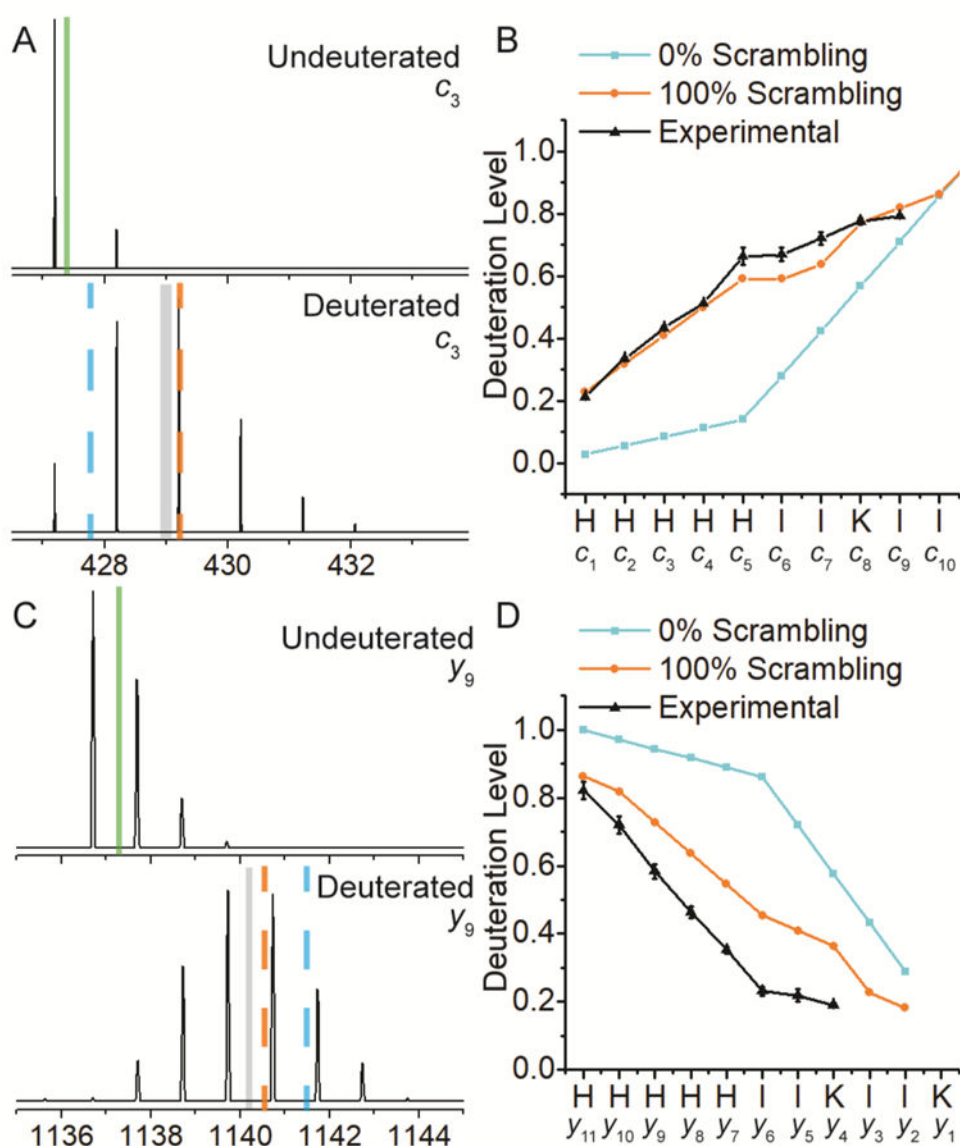 A
Undeuterated
c3
Deuterated
c3
428 430 432
B
0% Scrambling
100% Scrambling
Experimental
Deuteration Level
1.0
0.8
0.6
0.4
0.2
0.0
H H H H H I I K I I
c1 c2 c3 c4 c5 c6 c7 c8 c9 c10
C
Undeuterated
y9
Deuterated
y9
1136 1138 1140 1142 1144
D
0% Scrambling
100% Scrambling
Experimental
Deuteration Level
1.0
0.8
0.6
0.4
0.2
0.0
H H H H H I I K I I K
y11 y10 y9 y8 y7 y6 y5 y4 y3 y2 y1